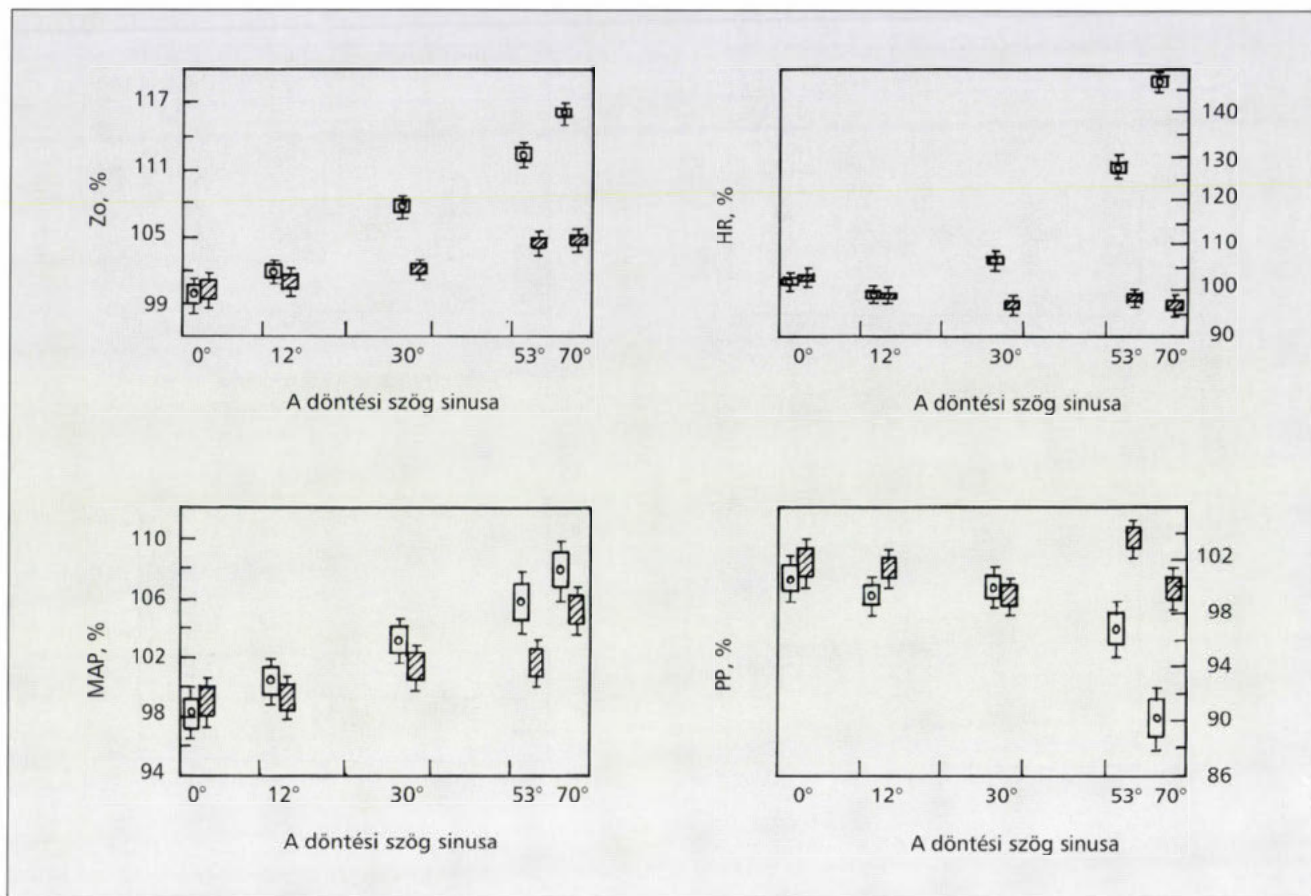 Zo, %
117
111
105
99
0° 12° 30° 53° 70°
A döntési szög sinusa
HR, %
140
130
120
110
100
90
0° 12° 30° 53° 70°
A döntési szög sinusa
MAP, %
110
106
102
98
94
0° 12° 30° 53° 70°
A döntési szög sinusa
PP, %
102
98
94
90
86
0° 12° 30° 53° 70°
A döntési szög sinusa